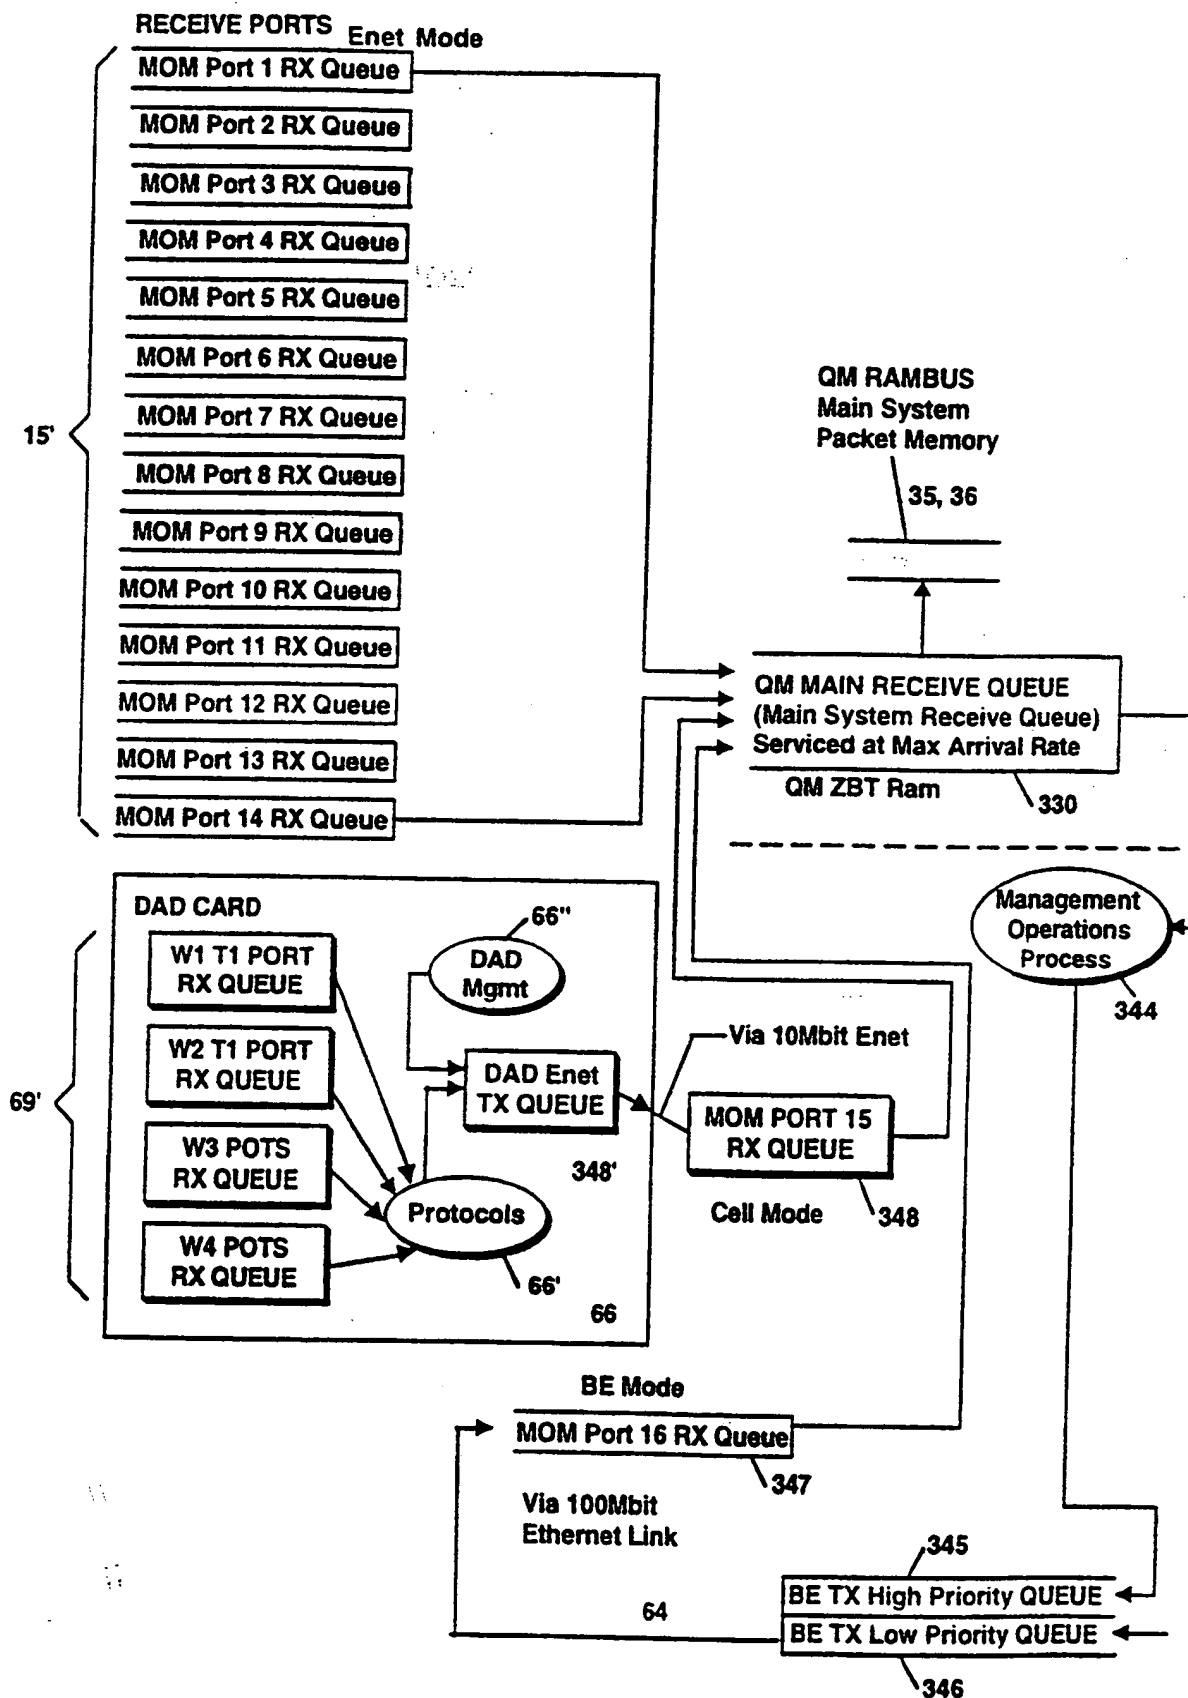 RECEIVE PORTS
Enet Mode
MOM Port 1 RX Queue
MOM Port 2 RX Queue
MOM Port 3 RX Queue
MOM Port 4 RX Queue
MOM Port 5 RX Queue
MOM Port 6 RX Queue
MOM Port 7 RX Queue
MOM Port 8 RX Queue
MOM Port 9 RX Queue
MOM Port 10 RX Queue
MOM Port 11 RX Queue
MOM Port 12 RX Queue
MOM Port 13 RX Queue
MOM Port 14 RX Queue
15'
QM RAMBUS
Main System
Packet Memory
35, 36
QM MAIN RECEIVE QUEUE
(Main System Receive Queue)
Serviced at Max Arrival Rate
QM ZBT Ram
330
Management
Operations
Process
344
DAD CARD
W1 T1 PORT
RX QUEUE
W2 T1 PORT
RX QUEUE
W3 POTS
RX QUEUE
W4 POTS
RX QUEUE
69'
66"
DAD
Mgmt
DAD Enet
TX QUEUE
348'
Protocols
66'
66
Via 10Mbit Enet
MOM PORT 15
RX QUEUE
Cell Mode
348
BE Mode
MOM Port 16 RX Queue
347
Via 100Mbit
Ethernet Link
345
BE TX High Priority QUEUE
64
BE TX Low Priority QUEUE
346